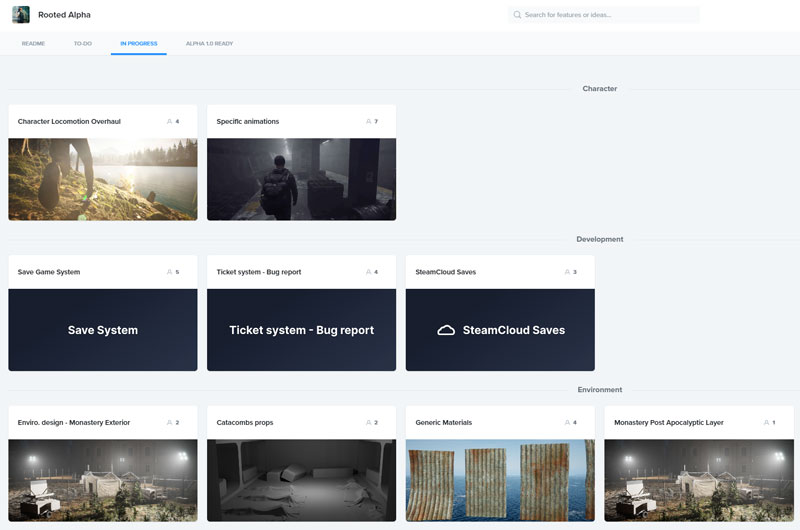 Rooted Alpha
Search for features or ideas...
README
TO-DO
IN PROGRESS
ALPHA 1.0 READY
Character
Character Locomotion Overhaul
4
Specific animations
7
Development
Save Game System
5
Ticket system - Bug report
4
SteamCloud Saves
3
Save System
Ticket system - Bug report
SteamCloud Saves
Environment
Enviro. design - Monastery Exterior
2
Catacombs props
2
Generic Materials
4
Monastery Post Apocalyptic Layer
1